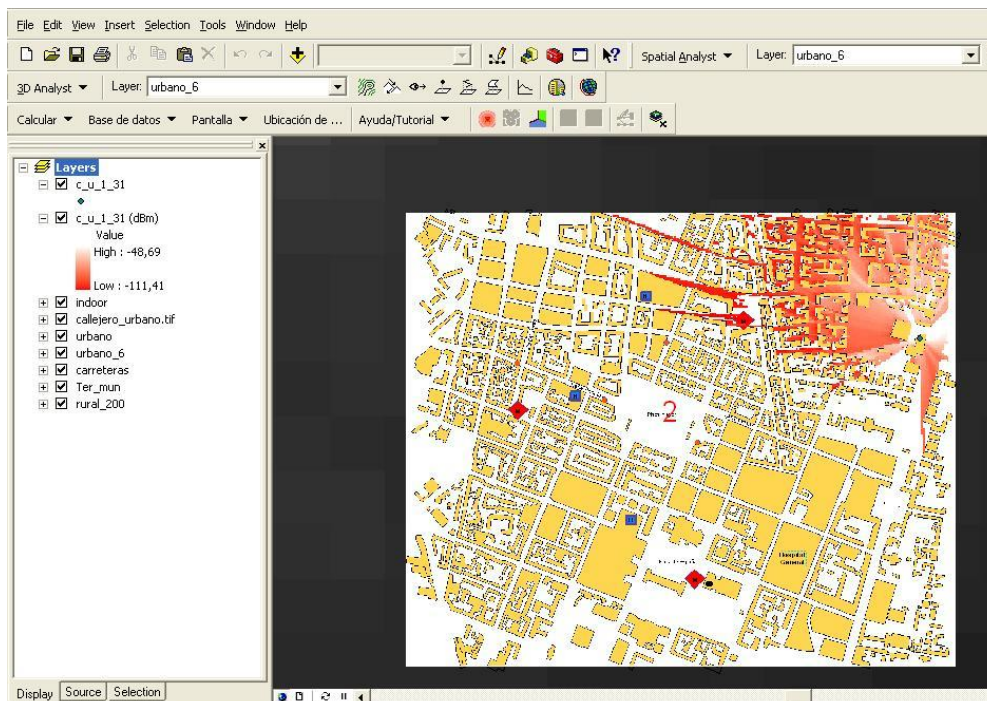 File Edit View Insert Selection Tools Window Help
Spatial Analyst Layer: urbano_6
3D Analyst Layer: urbano_6
Calcular Base de datos Pantalla Ubicación de ... Ayuda/Tutorial
Layers
c_u_1_31
c_u_1_31 (dBm)
Value
High : -48,69
Low : -111,41
indoor
callejero_urbano.tif
urbano
urbano_6
carreteras
Ter_mun
rural_200
2
Hospital
General
Display Source Selection